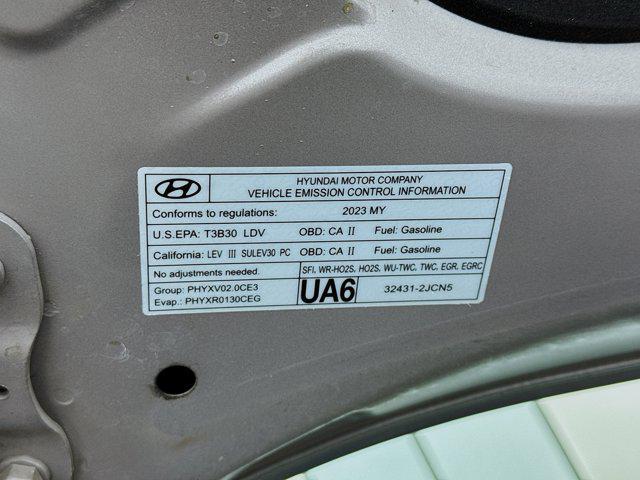 HYUNDAI MOTOR COMPANY
VEHICLE EMISSION CONTROL INFORMATION
Conforms to regulations: 2023 MY
U.S.EPA: T3B30 LDV OBD: CA II Fuel: Gasoline
California: LEV III SULEV30 PC OBD: CA II Fuel: Gasoline
No adjustments needed. SFI, WR-HO2S, HO2S, WU-TWC, TWC, EGR, EGRC
Group: PHYXV02.0CE3
Evap.: PHYXR0130CEG
UA6
32431-2JCN5